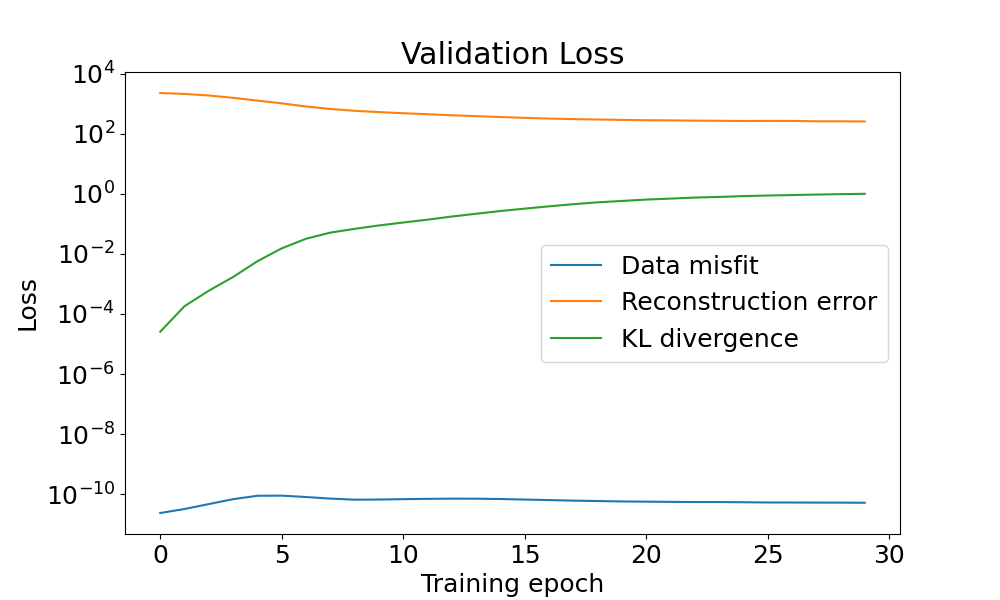 Validation Loss
Loss
10^4
10^2
10^0
10^−2
10^−4
10^−6
10^−8
10^−10
Data misfit
Reconstruction error
KL divergence
0 5 10 15 20 25 30
Training epoch